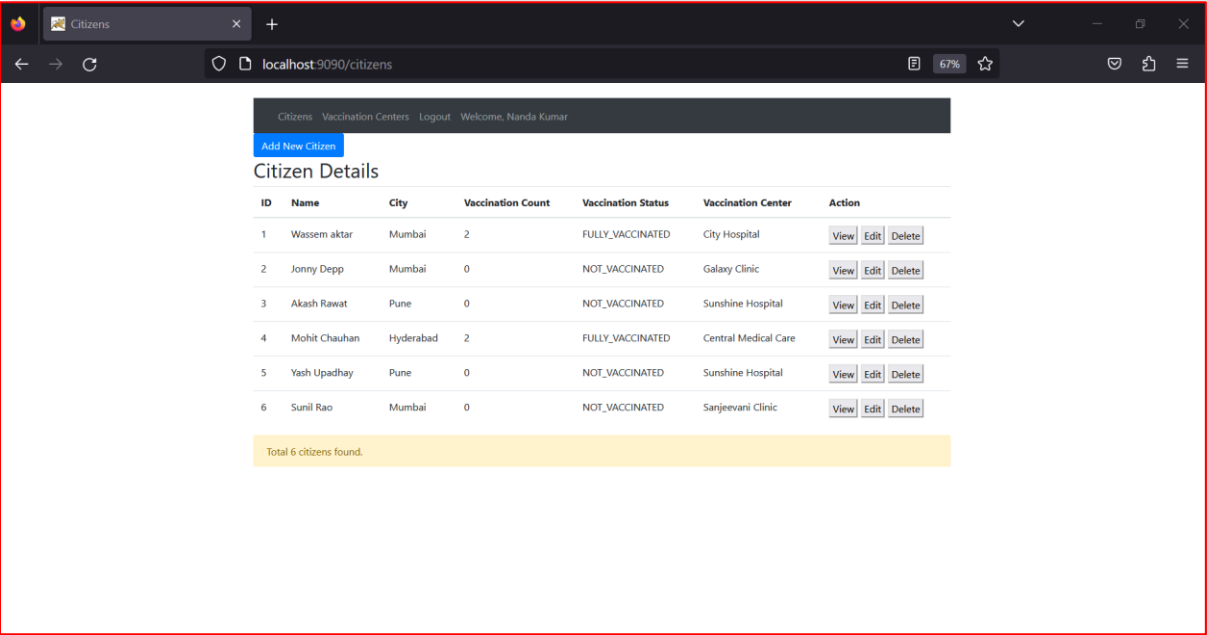 Citizens
localhost:9090/citizens 67%
Citizens Vaccination Centers Logout Welcome, Nanda Kumar
Add New Citizen
Citizen Details
ID Name City Vaccination Count Vaccination Status Vaccination Center Action
1 Wassem aktar Mumbai 2 FULLY_VACCINATED City Hospital View Edit Delete
2 Jonny Depp Mumbai 0 NOT_VACCINATED Galaxy Clinic View Edit Delete
3 Akash Rawat Pune 0 NOT_VACCINATED Sunshine Hospital View Edit Delete
4 Mohit Chauhan Hyderabad 2 FULLY_VACCINATED Central Medical Care View Edit Delete
5 Yash Upadhay Pune 0 NOT_VACCINATED Sunshine Hospital View Edit Delete
6 Sunil Rao Mumbai 0 NOT_VACCINATED Sanjeevani Clinic View Edit Delete
Total 6 citizens found.